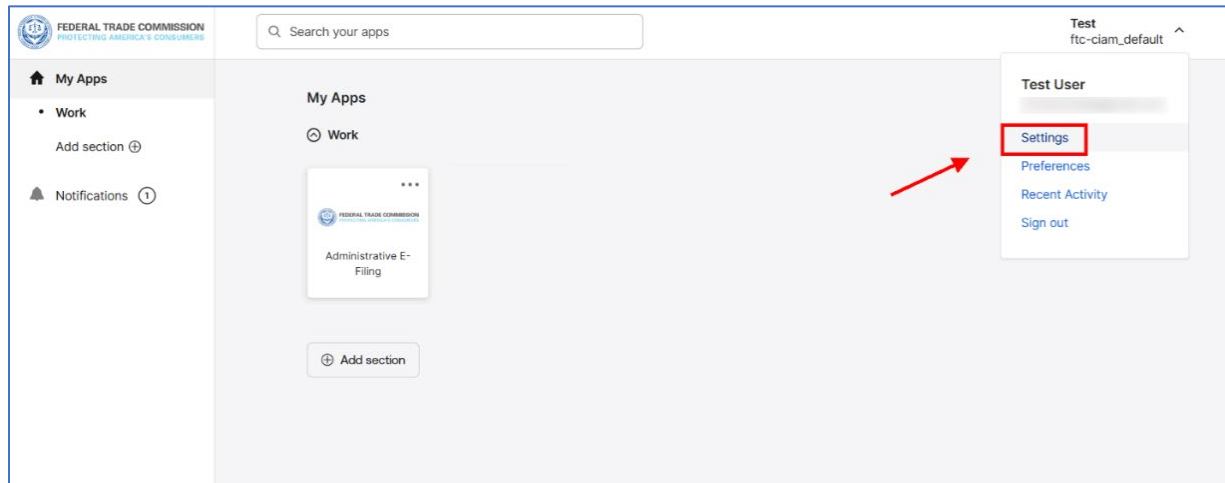 FEDERAL TRADE COMMISSION
PROTECTING AMERICA'S CONSUMERS
Search your apps
Test
ftc-ciam_default
My Apps
Work
Add section
Notifications 1
My Apps
Work
...
FEDERAL TRADE COMMISSION
PROTECTING AMERICA'S CONSUMERS
Administrative E-
Filing
Add section
Test User
Settings
Preferences
Recent Activity
Sign out